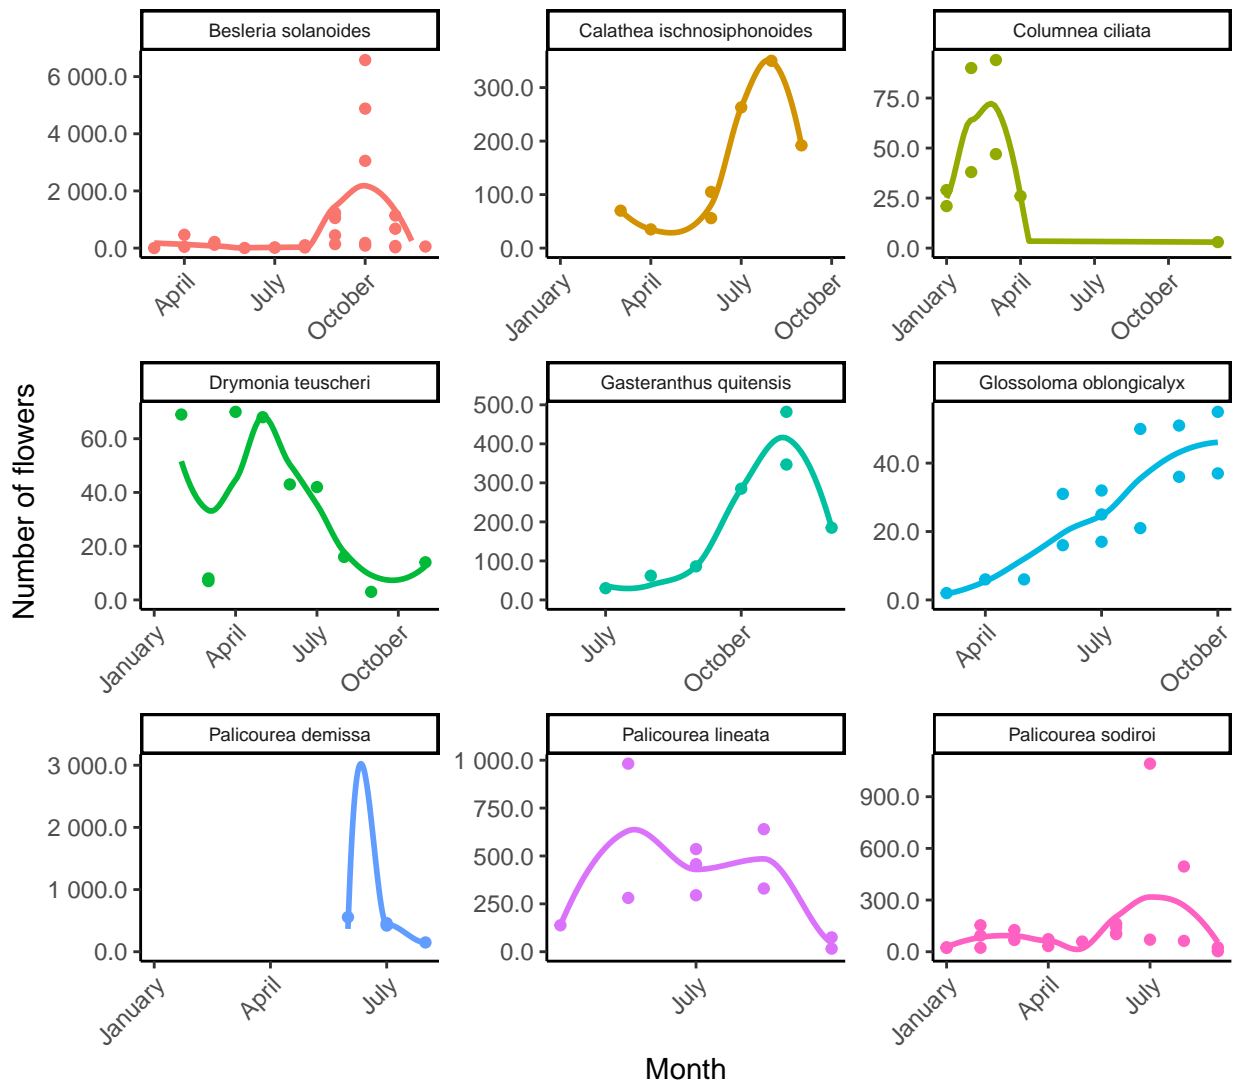 Besleria solanoides
Calathea ischnosiphonoides
Columnea ciliata
6 000.0
4 000.0
2 000.0
0.0
April
July
October
300.0
200.0
100.0
0.0
January
April
July
October
75.0
50.0
25.0
0.0
January
April
July
October
Number of flowers
Drymonia teuscheri
Gasteranthus quitensis
Glossoloma oblongicalyx
60.0
40.0
20.0
0.0
January
April
July
October
500.0
400.0
300.0
200.0
100.0
0.0
July
October
40.0
20.0
0.0
April
July
October
Palicourea demissa
Palicourea lineata
Palicourea sodiroi
3 000.0
2 000.0
1 000.0
0.0
January
April
July
1 000.0
750.0
500.0
250.0
0.0
July
900.0
600.0
300.0
0.0
January
April
July
Month